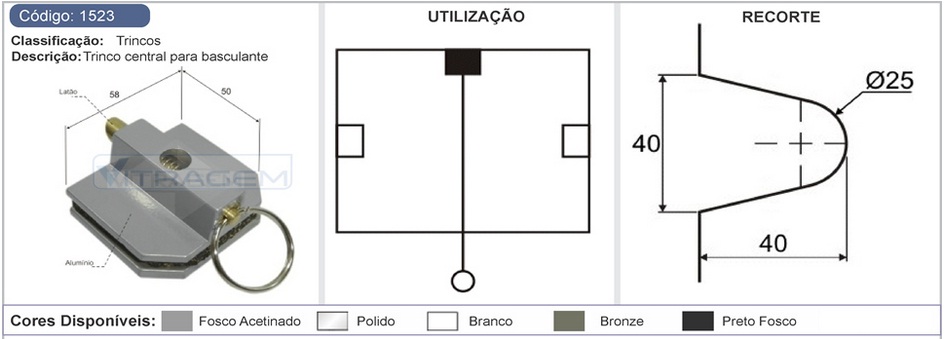 Código: 1523
Classificação: Trincos
Descrição: Trinco central para basculante
58
50
Latão
VITRAGEM
Alumínio
UTILIZAÇÃO
RECORTE
Ø25
40
40
Cores Disponíveis: Fosco Acetinado Polido Branco Bronze Preto Fosco